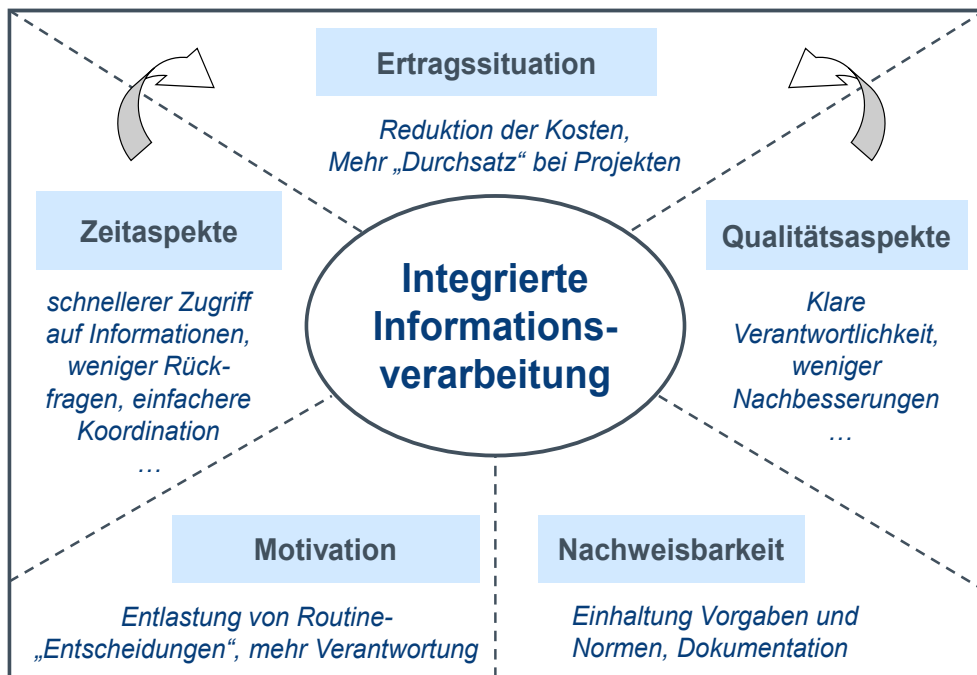 Ertragssituation
Reduktion der Kosten,
Mehr „Durchsatz“ bei Projekten
Zeitaspekte
schnellerer Zugriff
auf Informationen,
weniger Rück-
fragen, einfachere
Koordination
…
Integrierte
Informations-
verarbeitung
Qualitätsaspekte
Klare
Verantwortlichkeit,
weniger
Nachbesserungen
…
Motivation
Entlastung von Routine-
„Entscheidungen“, mehr Verantwortung
Nachweisbarkeit
Einhaltung Vorgaben und
Normen, Dokumentation